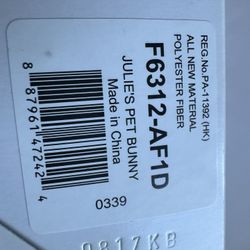 REG.No.PA-11392 (HK)
ALL NEW MATERIAL
POLYESTER FIBER
F6312-AF1D
JULIE'S PET BUNNY
Made in China
0339
8 87961 47242 4